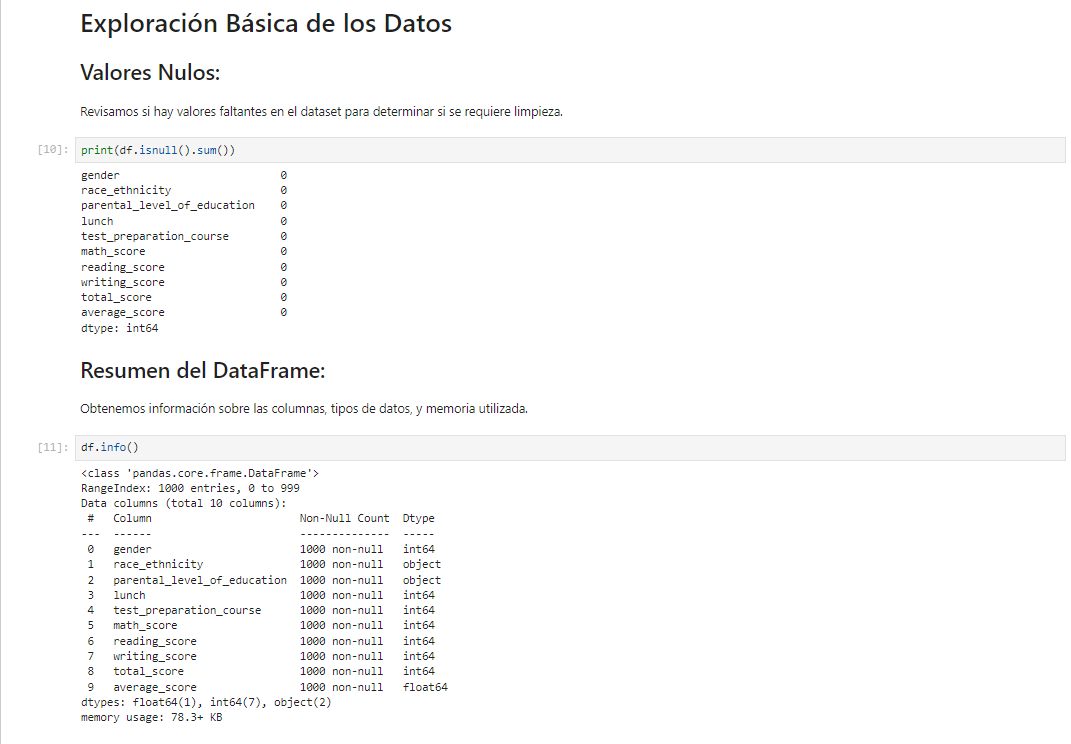 Exploración Básica de los Datos
Valores Nulos:
Revisamos si hay valores faltantes en el dataset para determinar si se requiere limpieza.
[10]: print(df.isnull().sum())
gender                         0
race_ethnicity                 0
parental_level_of_education    0
lunch                          0
test_preparation_course        0
math_score                     0
reading_score                  0
writing_score                  0
total_score                    0
average_score                  0
dtype: int64
Resumen del DataFrame:
Obtenemos información sobre las columnas, tipos de datos, y memoria utilizada.
[11]: df.info()
<class 'pandas.core.frame.DataFrame'>
RangeIndex: 1000 entries, 0 to 999
Data columns (total 10 columns):
 #   Column                       Non-Null Count  Dtype
---  ------                       --------------  -----
 0   gender                       1000 non-null   int64
 1   race_ethnicity               1000 non-null   object
 2   parental_level_of_education  1000 non-null   object
 3   lunch                        1000 non-null   int64
 4   test_preparation_course      1000 non-null   int64
 5   math_score                   1000 non-null   int64
 6   reading_score                1000 non-null   int64
 7   writing_score                1000 non-null   int64
 8   total_score                  1000 non-null   int64
 9   average_score                1000 non-null   float64
dtypes: float64(1), int64(7), object(2)
memory usage: 78.3+ KB